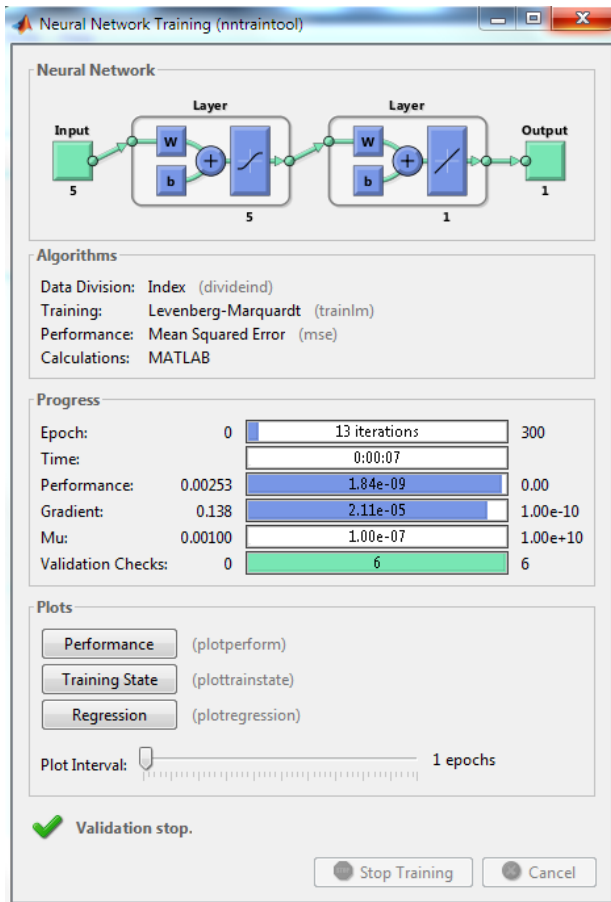 Neural Network Training (nntraintool)
Neural Network
Layer Layer
Input Output
W W
b b
5 1
5 1
Algorithms
Data Division: Index (divideind)
Training: Levenberg-Marquardt (trainlm)
Performance: Mean Squared Error (mse)
Calculations: MATLAB
Progress
Epoch: 0 13 iterations 300
Time: 0:00:07
Performance: 0.00253 1.84e-09 0.00
Gradient: 0.138 2.11e-05 1.00e-10
Mu: 0.00100 1.00e-07 1.00e+10
Validation Checks: 0 6 6
Plots
Performance (plotperform)
Training State (plottrainstate)
Regression (plotregression)
Plot Interval: 1 epochs
Validation stop.
Stop Training Cancel